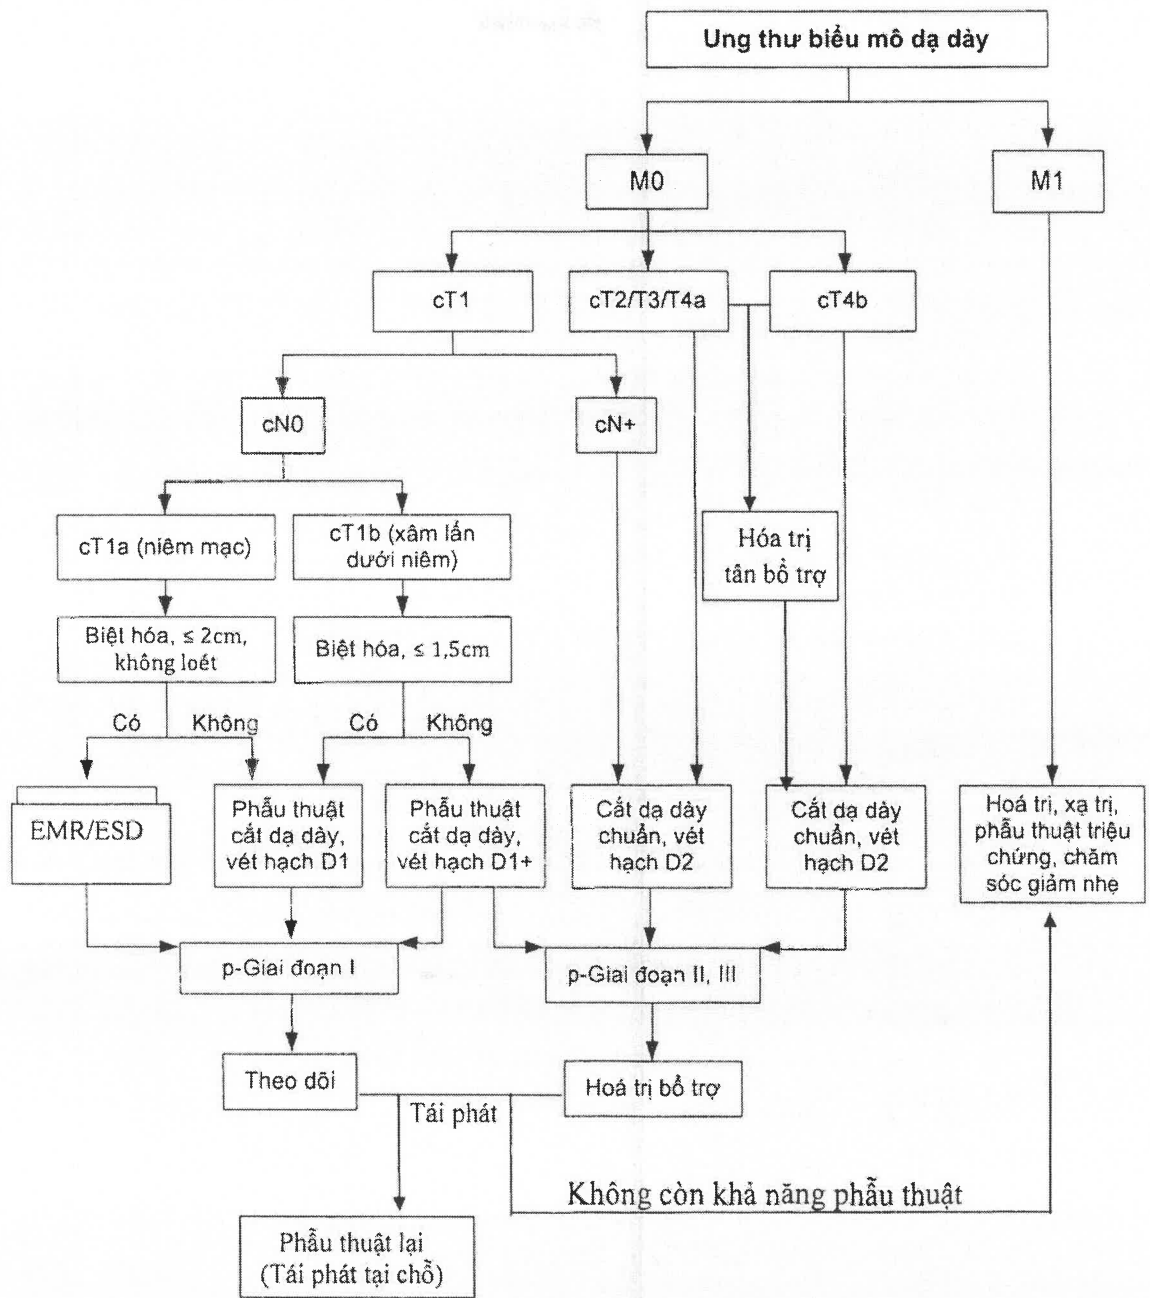 Ung thư biểu mô dạ dày
M0
M1
cT1
cT2/T3/T4a
cT4b
cN0
cN+
cT1a (niêm mạc)
cT1b (xâm lấn
dưới niêm)
Hóa trị
tân bổ trợ
Biệt hóa, ≤ 2cm,
không loét
Biệt hóa, ≤ 1,5cm
Có
Không
Có
Không
EMR/ESD
Phẫu thuật
cắt dạ dày,
vét hạch D1
Phẫu thuật
cắt dạ dày,
vét hạch D1+
Cắt dạ dày
chuẩn, vét
hạch D2
Cắt dạ dày
chuẩn, vét
hạch D2
Hoá trị, xạ trị,
phẫu thuật triệu
chứng, chăm
sóc giảm nhẹ
p-Giai đoạn I
p-Giai đoạn II, III
Theo dõi
Hoá trị bổ trợ
Tái phát
Không còn khả năng phẫu thuật
Phẫu thuật lại
(Tái phát tại chỗ)